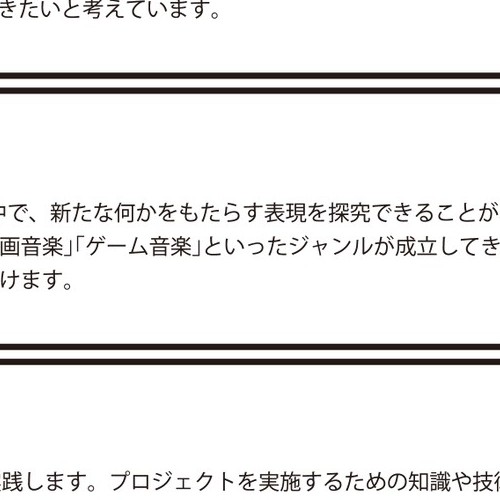 きたいと考えています。
中で、新たな何かをもたらす表現を探究できることが
画音楽」「ゲーム音楽」といったジャンルが成立してき
けます。
践します。プロジェクトを実施するための知識や技術